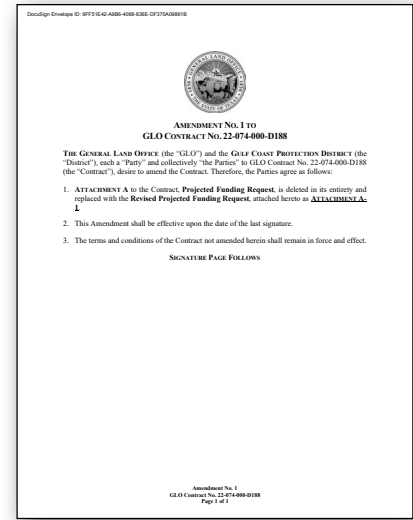 DocuSign Envelope ID: 9FF51E42-A9B6-4088-836E-DF370A09861B
AMENDMENT NO. 1 TO
GLO CONTRACT NO. 22-074-000-D188
THE GENERAL LAND OFFICE (the “GLO”) and the GULF COAST PROTECTION DISTRICT (the
“District”), each a “Party” and collectively “the Parties” to GLO Contract No. 22-074-000-D188
(the “Contract”), desire to amend the Contract. Therefore, the Parties agree as follows:
1. ATTACHMENT A to the Contract, Projected Funding Request, is deleted in its entirety and
replaced with the Revised Projected Funding Request, attached hereto as ATTACHMENT A-
1.
2. This Amendment shall be effective upon the date of the last signature.
3. The terms and conditions of the Contract not amended herein shall remain in force and effect.
SIGNATURE PAGE FOLLOWS
Amendment No. 1
GLO Contract No. 22-074-000-D188
Page 1 of 1